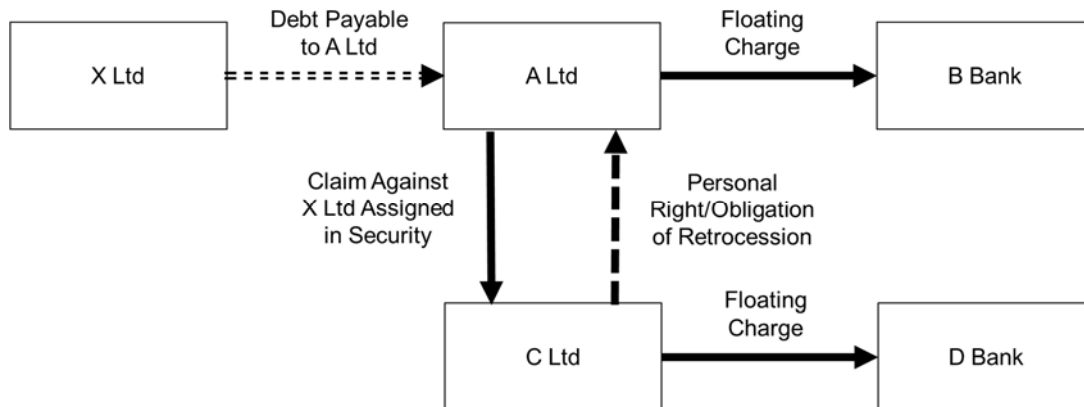 Debt Payable
to A Ltd
Floating
Charge
X Ltd
A Ltd
B Bank
Claim Against
X Ltd Assigned
in Security
Personal
Right/Obligation
of Retrocession
Floating
Charge
C Ltd
D Bank